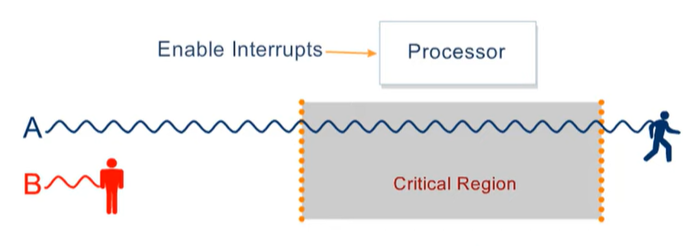 Enable Interrupts
Processor
A
B
Critical Region